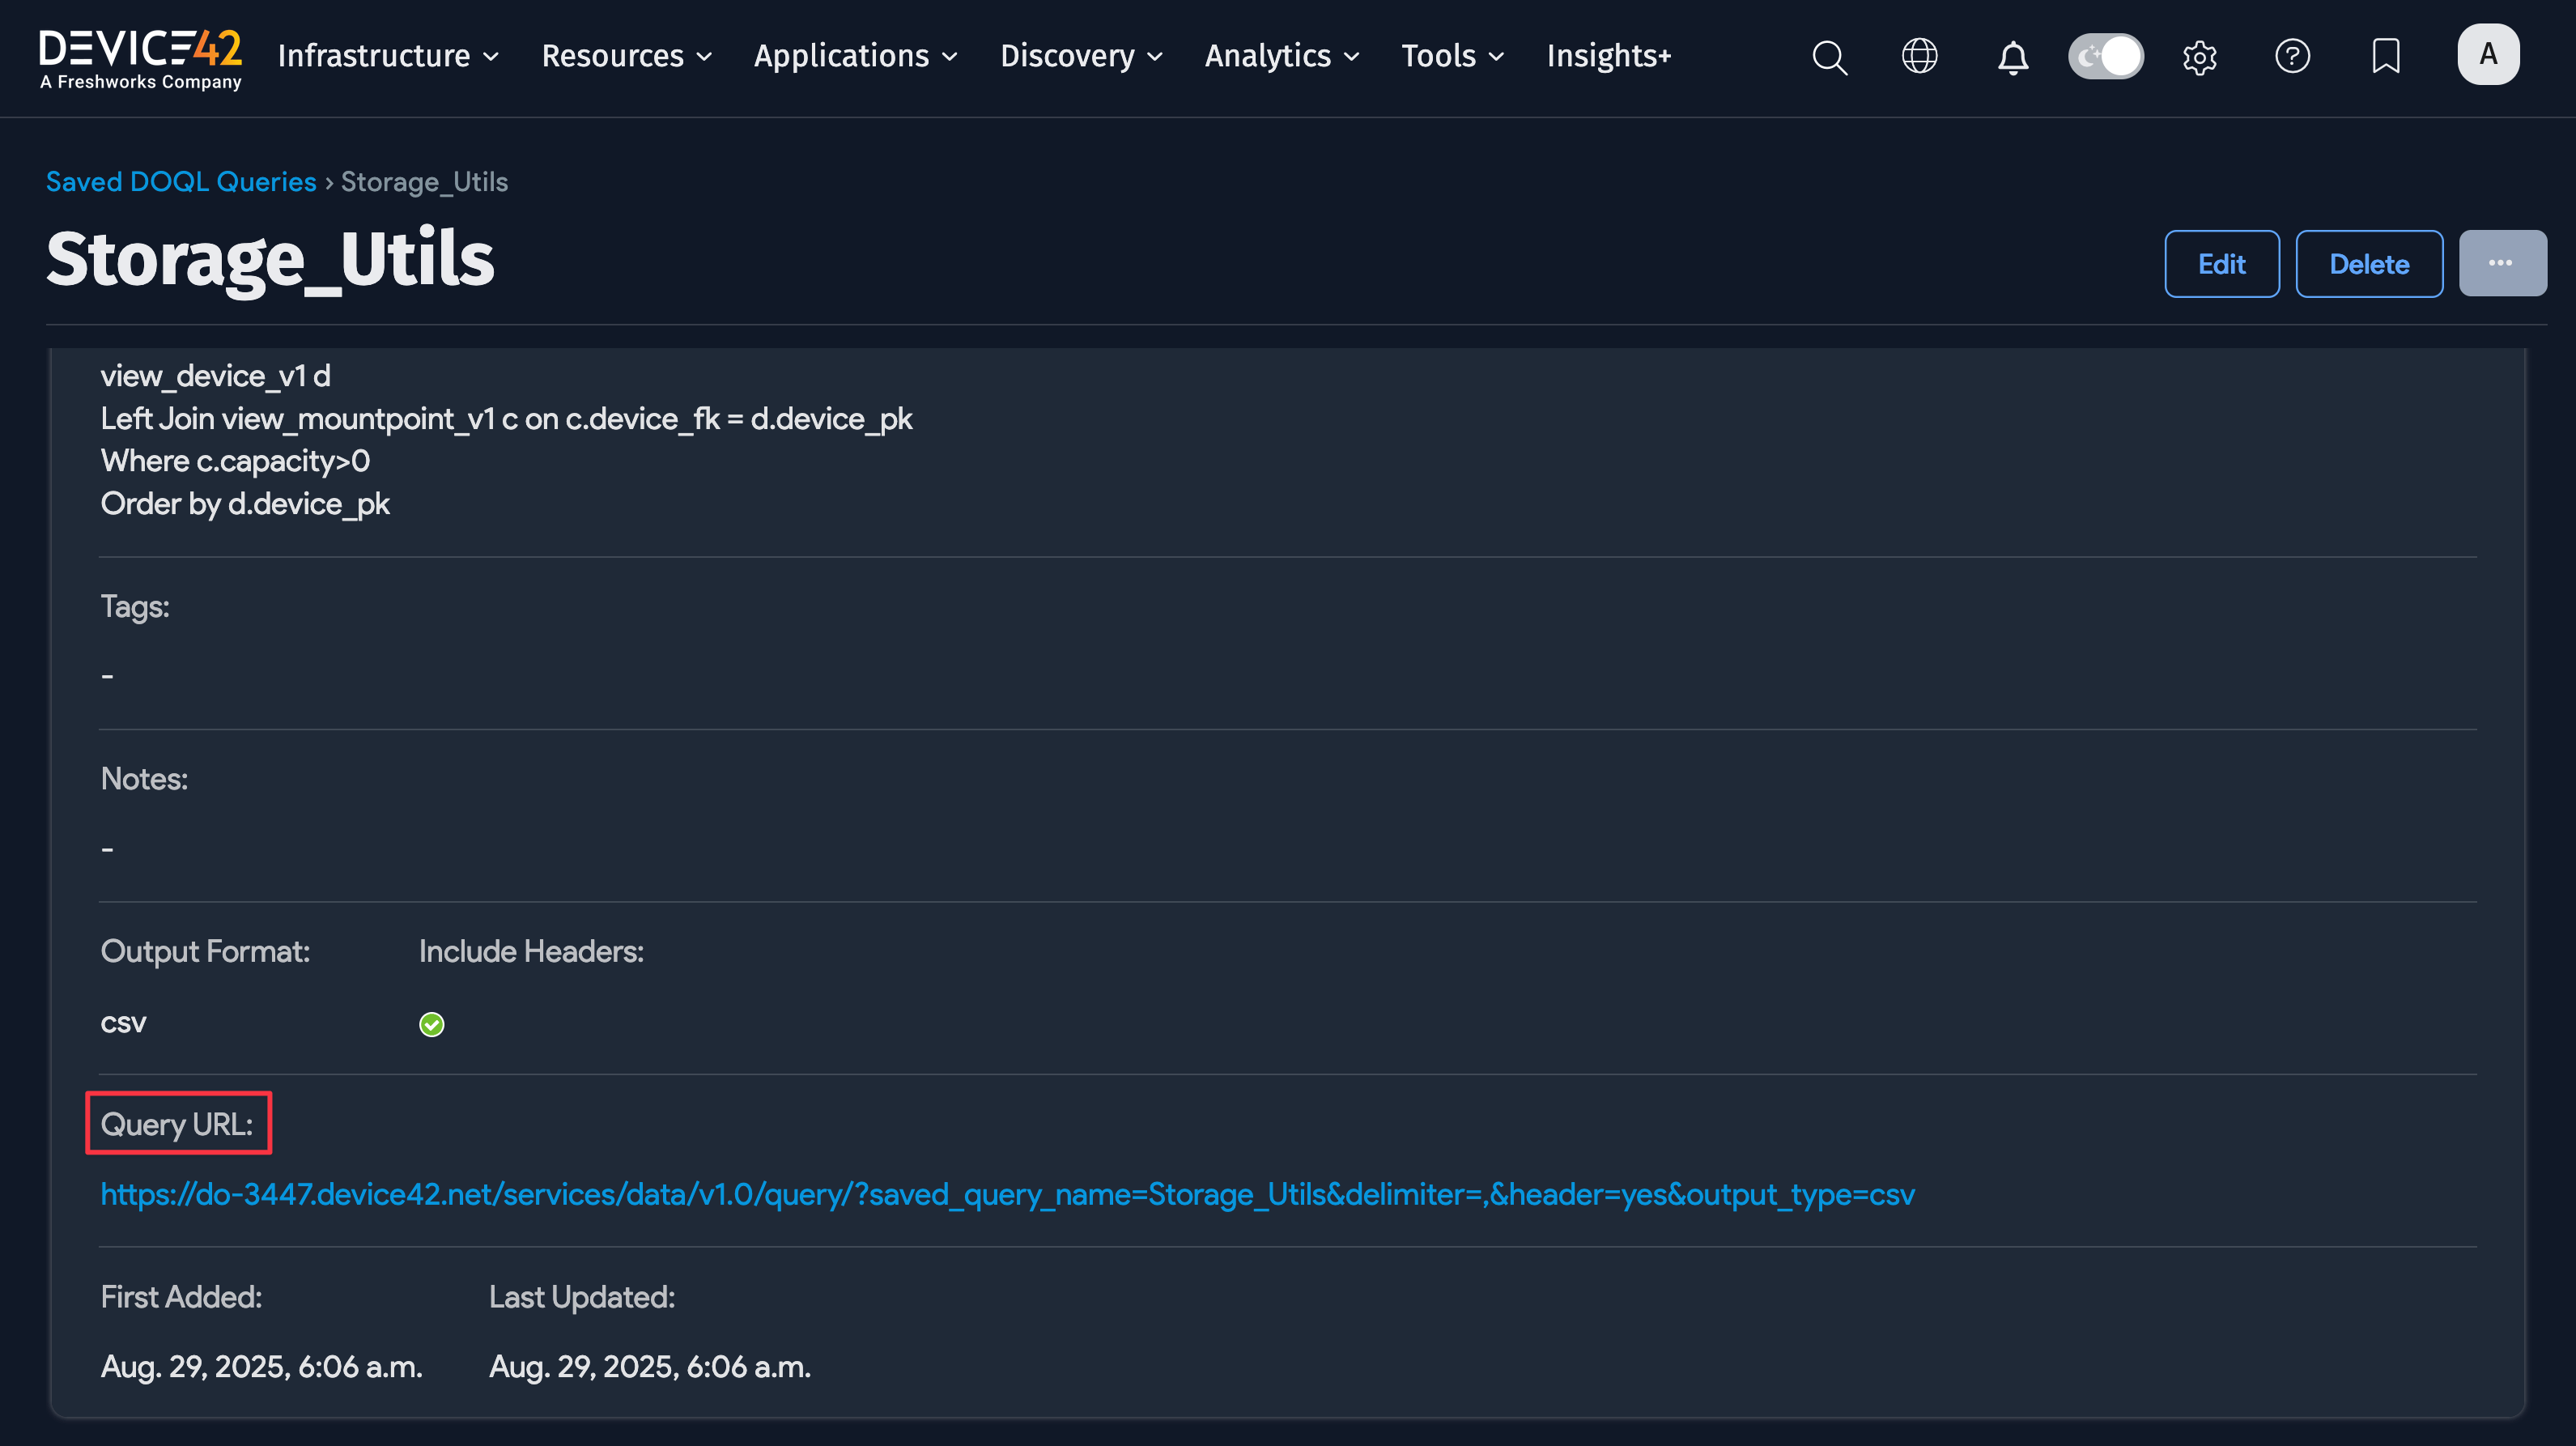 DEVICE42
A Freshworks Company
Infrastructure
Resources
Applications
Discovery
Analytics
Tools
Insights+
A
Saved DOQL Queries › Storage_Utils
Storage_Utils
Edit
Delete
...
view_device_v1 d
Left Join view_mountpoint_v1 c on c.device_fk = d.device_pk
Where c.capacity>0
Order by d.device_pk
Tags:
-
Notes:
-
Output Format:
Include Headers:
csv
Query URL:
https://do-3447.device42.net/services/data/v1.0/query/?saved_query_name=Storage_Utils&delimiter=,&header=yes&output_type=csv
First Added:
Last Updated:
Aug. 29, 2025, 6:06 a.m.
Aug. 29, 2025, 6:06 a.m.